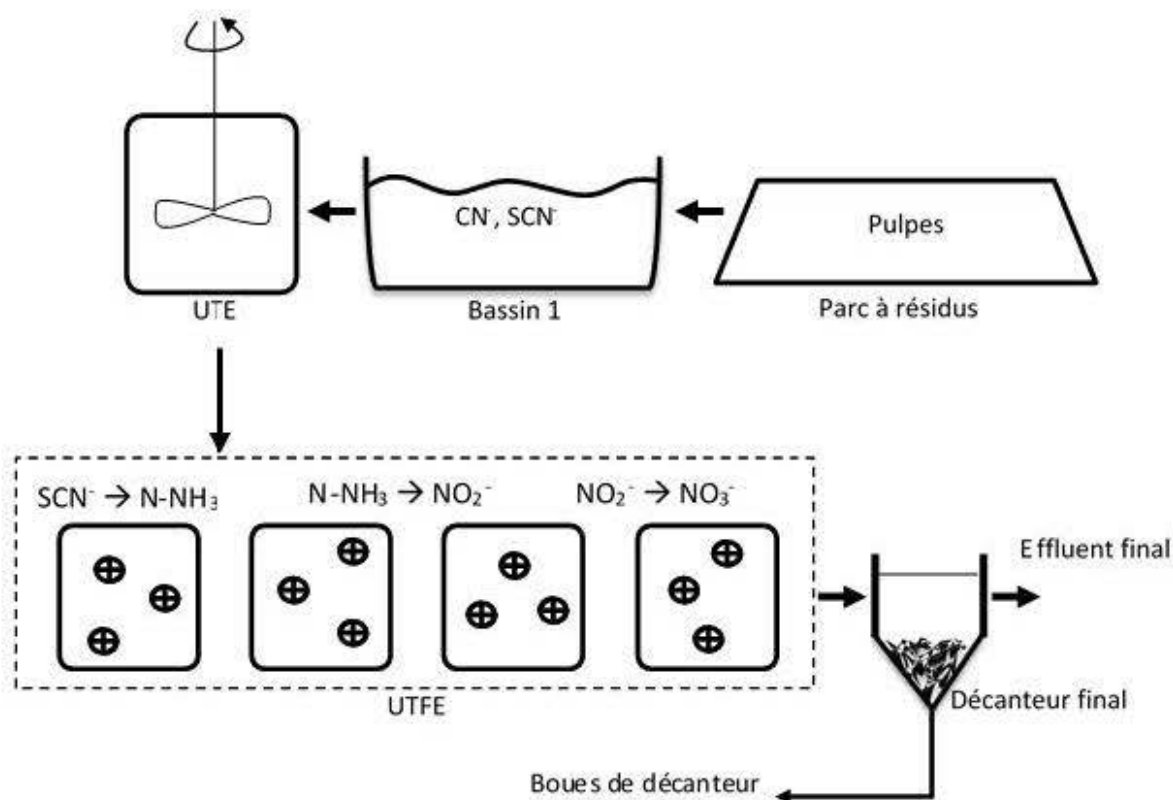 CN⁻, SCN⁻
Pulpes
UTE
Bassin 1
Parc à résidus
SCN⁻ → N-NH₃
N-NH₃ → NO₂⁻
NO₂⁻ → NO₃⁻
Effluent final
UTFE
Décanteur final
Boues de décanteur